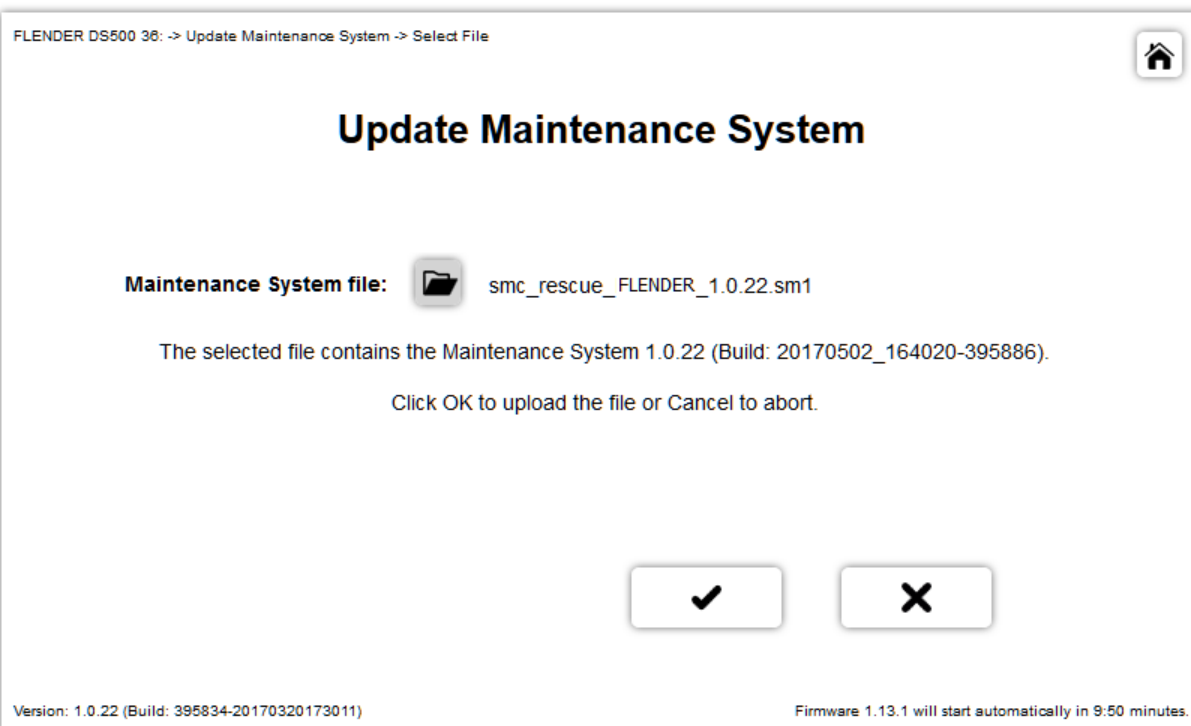 FLENDER DS500 36: -> Update Maintenance System -> Select File
Update Maintenance System
Maintenance System file: smc_rescue_FLENDER_1.0.22.sm1
The selected file contains the Maintenance System 1.0.22 (Build: 20170502_164020-395886).
Click OK to upload the file or Cancel to abort.
Version: 1.0.22 (Build: 395834-20170320173011)
Firmware 1.13.1 will start automatically in 9:50 minutes.